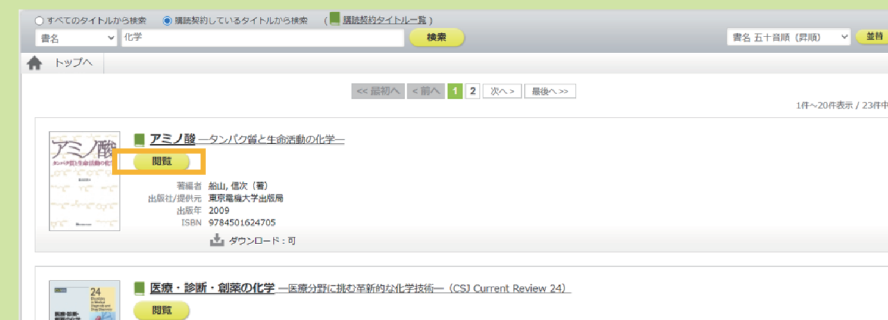 すべてのタイトルから検索 購読契約しているタイトルから検索 ( 購読契約タイトル一覧 )
書名 化学 検索 書名 五十音順 (昇順) 並替
トップへ
<< 最初へ < 前へ 1 2 次へ > 最後へ >>
1件～20件表示 / 23件中
アミノ酸 ―タンパク質と生命活動の化学―
アミノ酸
タンパク質と生命活動の化学
閲覧
著編者 船山, 信次 (著)
出版社/提供元 東京電機大学出版局
出版年 2009
ISBN 9784501624705
ダウンロード : 可
医療・診断・創薬の化学 ―医療分野に挑む革新的な化学技術― (CSJ Current Review 24)
24
医療・診断・
創薬の化学
閲覧